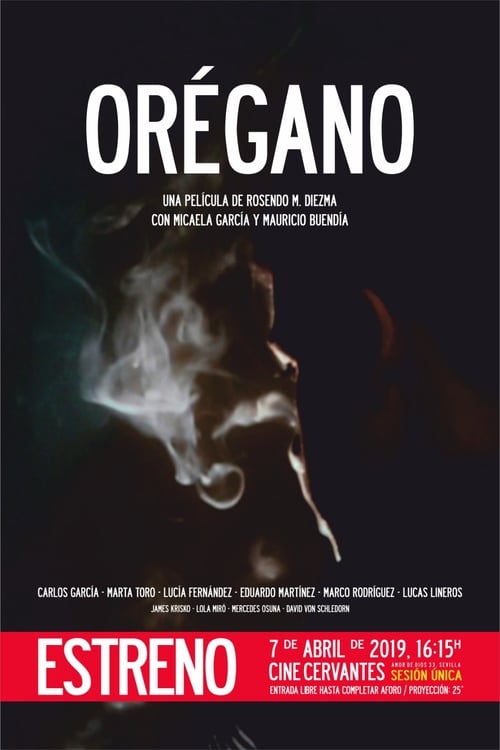 ORÉGANO
UNA PELÍCULA DE ROSENDO M. DIEZMA
CON MICAELA GARCÍA Y MAURICIO BUENDÍA
CARLOS GARCÍA · MARTA TORO · LUCÍA FERNÁNDEZ · EDUARDO MARTÍNEZ · MARCO RODRÍGUEZ · LUCAS LINEROS
JAMES KRISKO · LOLA MIRÓ · MERCEDES OSUNA · DAVID VON SCHLEDORN
ESTRENO
7 DE ABRIL DE 2019, 16:15H
CINE CERVANTES AMOR DE DIOS 33, SEVILLA
SESIÓN ÚNICA
ENTRADA LIBRE HASTA COMPLETAR AFORO / PROYECCIÓN: 25"